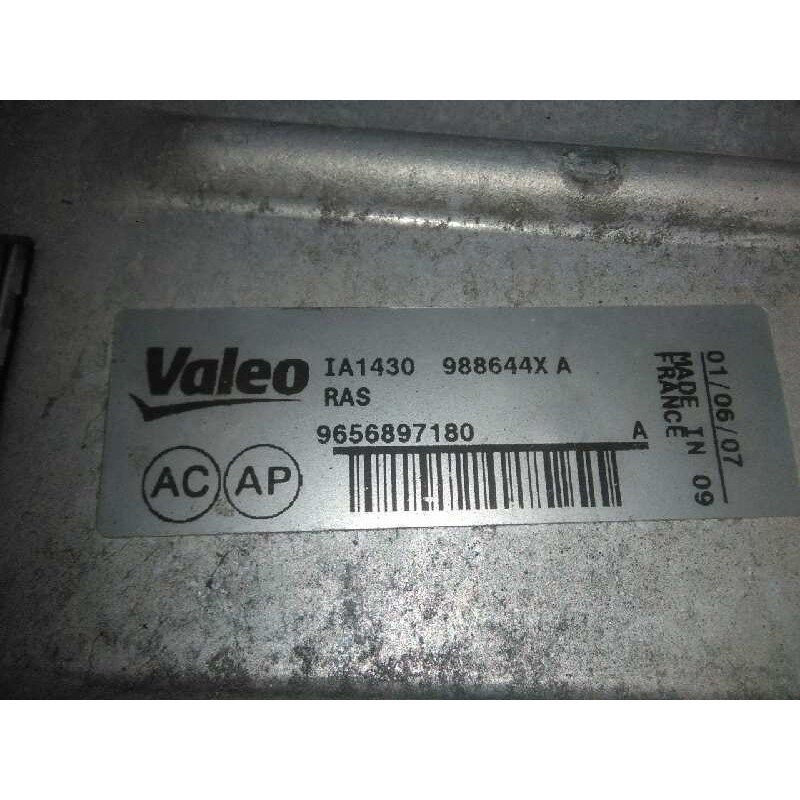 Valeo IA1430 988644X A
RAS
9656897180 A
AC AP
01/06/07
MADE IN 09
FRANCE